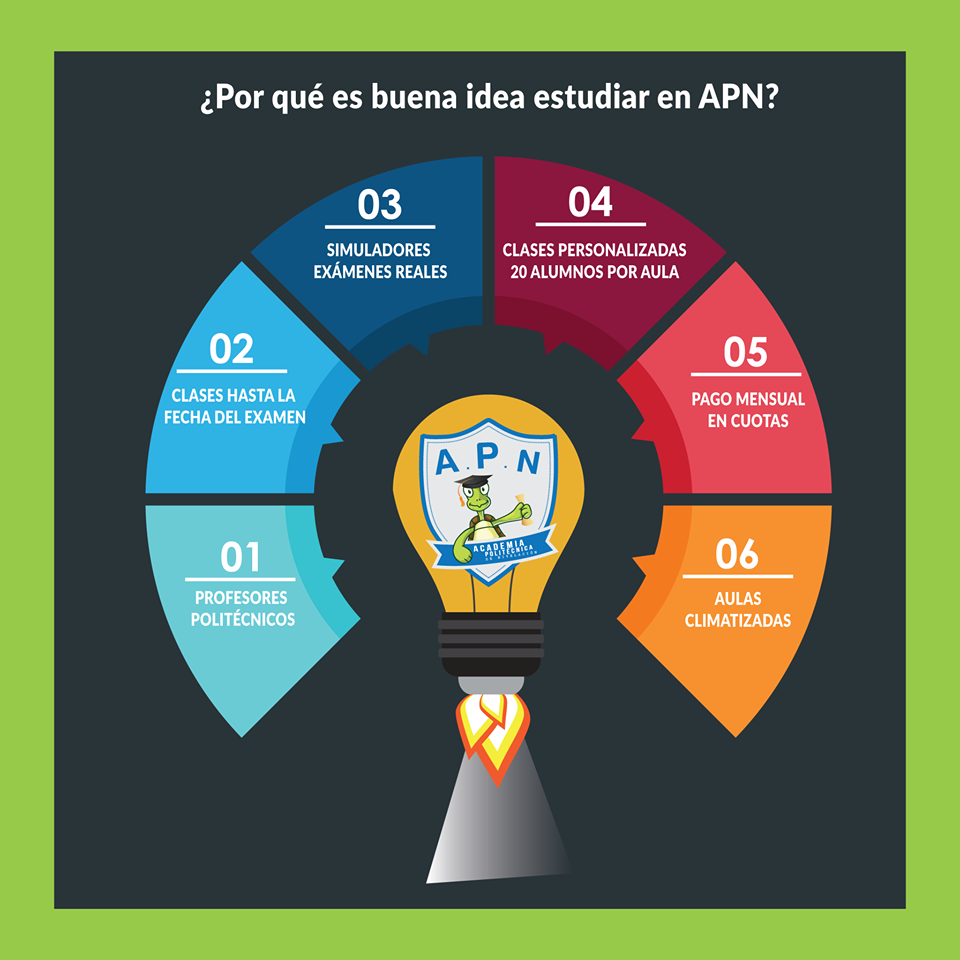 ¿Por qué es buena idea estudiar en APN?
01
PROFESORES
POLITÉCNICOS
02
CLASES HASTA LA
FECHA DEL EXAMEN
03
SIMULADORES
EXÁMENES REALES
04
CLASES PERSONALIZADAS
20 ALUMNOS POR AULA
05
PAGO MENSUAL
EN CUOTAS
06
AULAS
CLIMATIZADAS
A.P.N
ACADEMIA
POLITÉCNICA
DE NIVELACIÓN